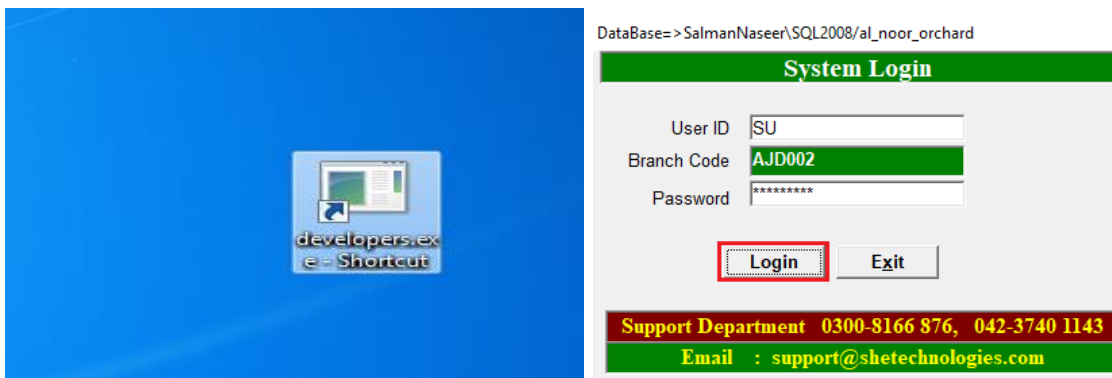 developers.ex
e - Shortcut
DataBase=>SalmanNaseer\SQL2008/al_noor_orchard
System Login
User ID SU
Branch Code AJD002
Password *********
Login Exit
Support Department 0300-8166 876, 042-3740 1143
Email : support@shetechnologies.com